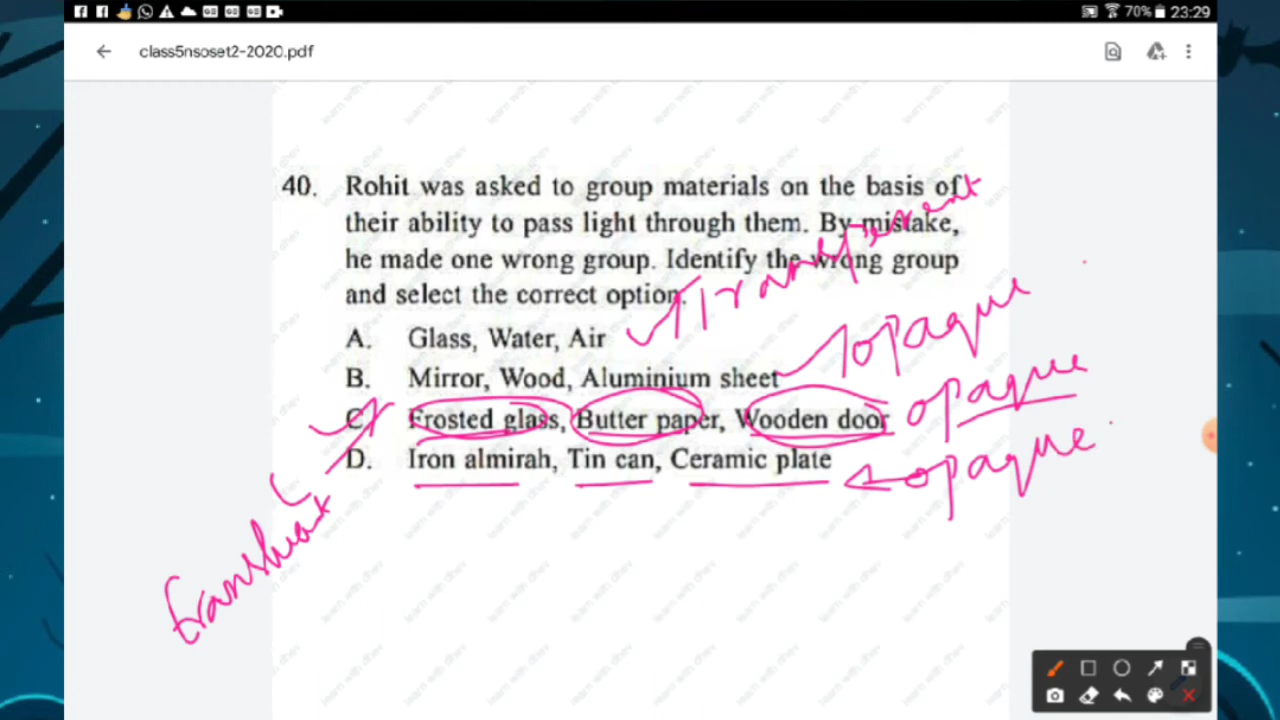 70% 23:29
class5nsoset2-2020.pdf
40. Rohit was asked to group materials on the basis of
their ability to pass light through them. By mistake,
he made one wrong group. Identify the wrong group
and select the correct option.
Transparent
A. Glass, Water, Air
opaque
B. Mirror, Wood, Aluminium sheet
C. Frosted glass, Butter paper, Wooden door
opaque
D. Iron almirah, Tin can, Ceramic plate
opaque
learn with dhev